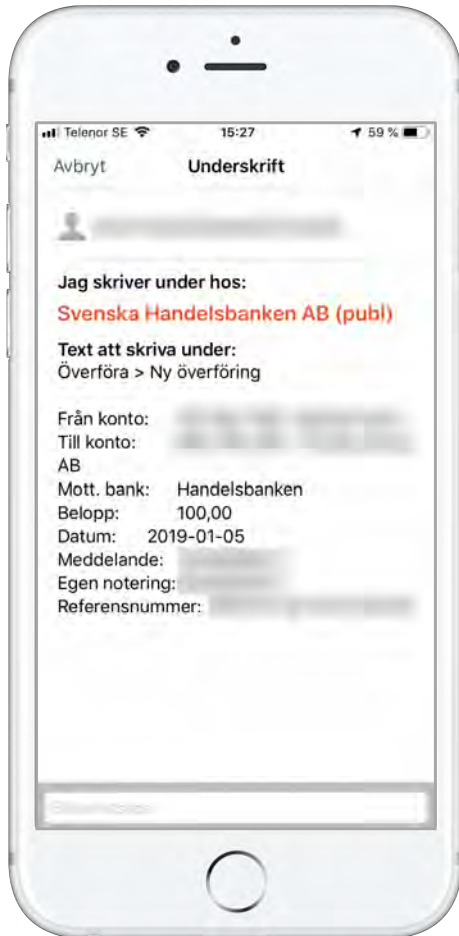 Telenor SE 15:27 59 %
Avbryt Underskrift
Jag skriver under hos:
Svenska Handelsbanken AB (publ)
Text att skriva under:
Överföra > Ny överföring
Från konto:
Till konto:
AB
Mott. bank: Handelsbanken
Belopp: 100,00
Datum: 2019-01-05
Meddelande:
Egen notering:
Referensnummer: